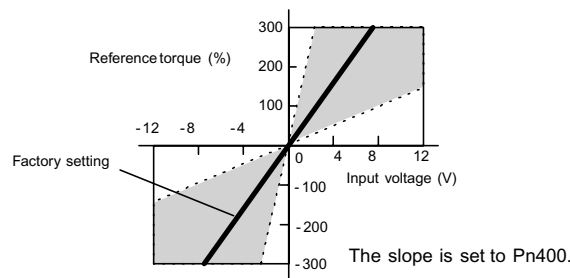 300
Reference torque (%)
200
100
-12 -8 -4
0 4 8 12
Factory setting
Input voltage (V)
-100
-200
-300
The slope is set to Pn400.